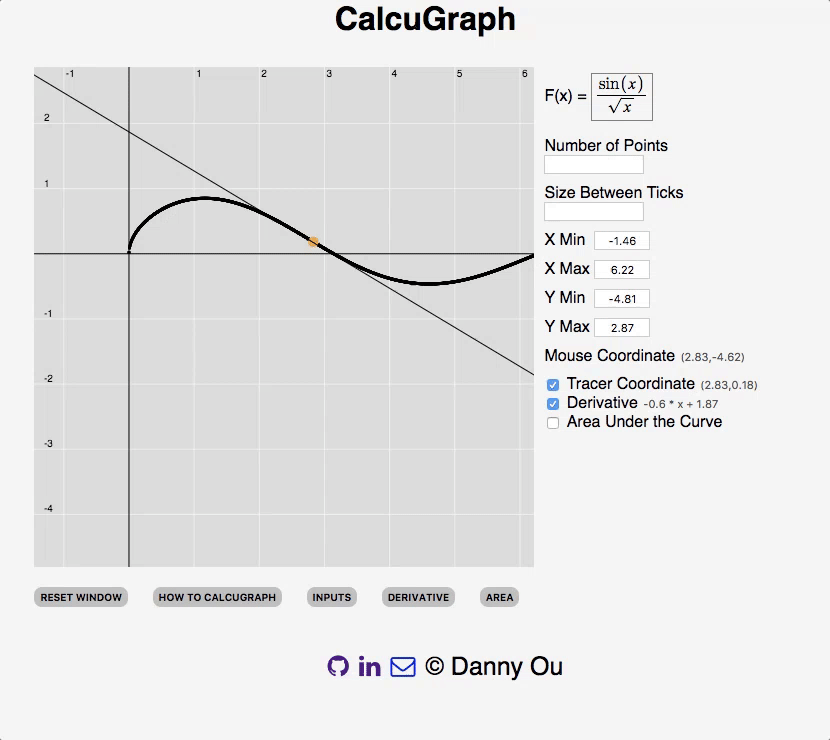 CalcuGraph
-1 1 2 3 4 5 6
2
1
-1
-2
-3
-4
F(x) = sin(x)/√x
Number of Points
Size Between Ticks
X Min -1.46
X Max 6.22
Y Min -4.81
Y Max 2.87
Mouse Coordinate (2.83,-4.62)
Tracer Coordinate (2.83,0.18)
Derivative -0.6 * x + 1.87
Area Under the Curve
RESET WINDOW HOW TO CALCUGRAPH INPUTS DERIVATIVE AREA
in © Danny Ou